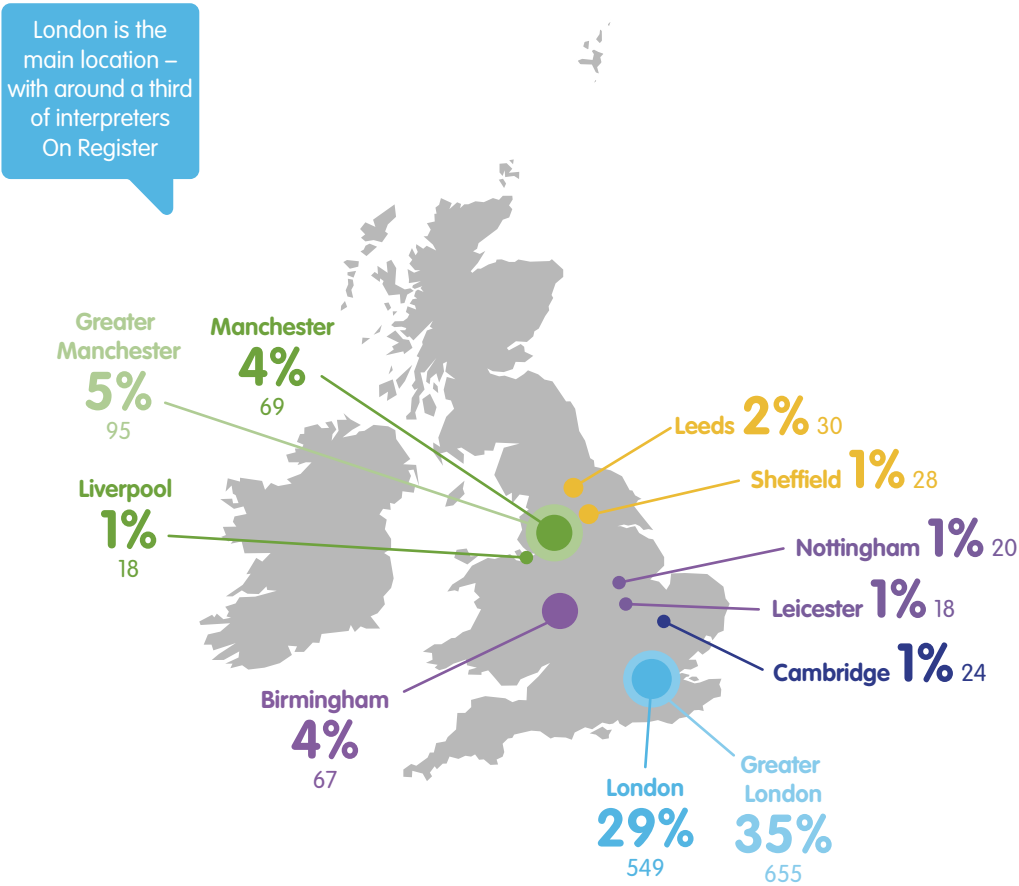 London is the
main location –
with around a third
of interpreters
On Register
Greater
Manchester
5%
95
Manchester
4%
69
Liverpool
1%
18
Leeds 2% 30
Sheffield 1% 28
Nottingham 1% 20
Leicester 1% 18
Cambridge 1% 24
Birmingham
4%
67
London
29%
549
Greater
London
35%
655